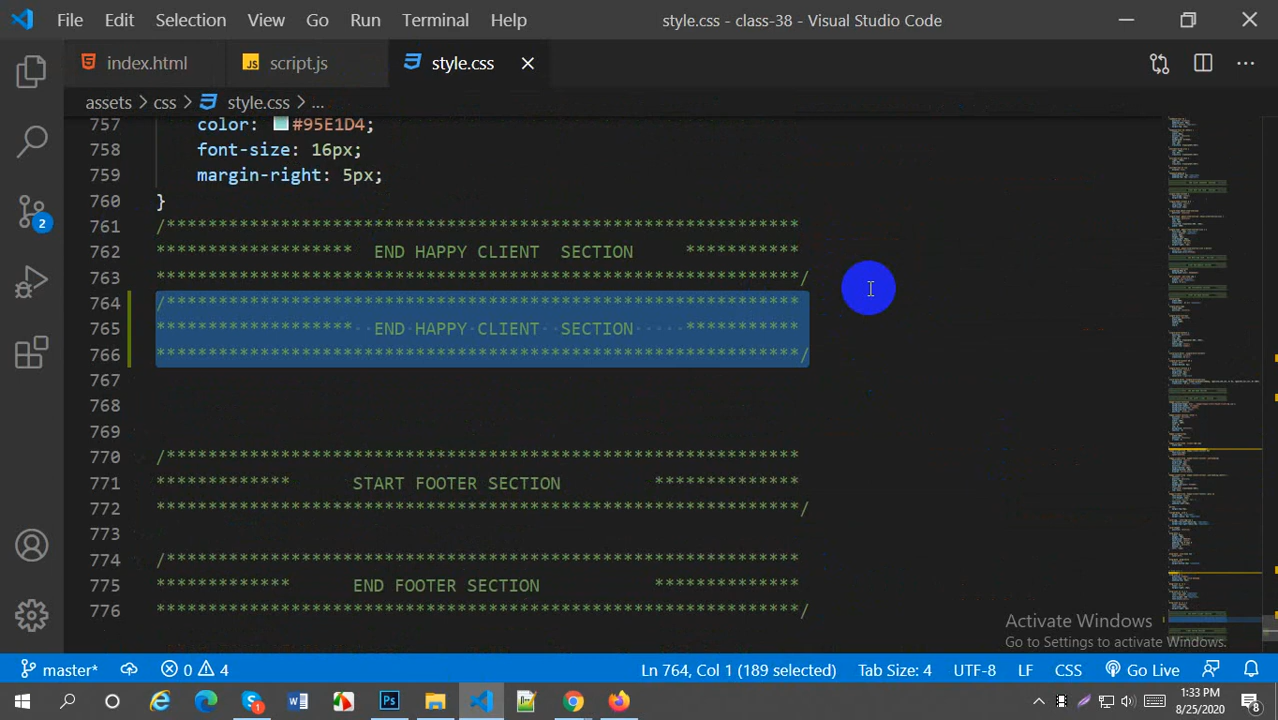 File Edit Selection View Go Run Terminal Help style.css - class-38 - Visual Studio Code
index.html JS script.js style.css
assets > css > style.css > ...
757 color: #95E1D4;
758 font-size: 16px;
759 margin-right: 5px;
760 }
761 /*************************************************************
762 ******************* END HAPPY CLIENT SECTION ***********
763 **************************************************************/
764 /*************************************************************
765 ******************* END HAPPY CLIENT SECTION ***********
766 **************************************************************/
767
768
769
770 /*************************************************************
771 ************* START FOOTER SECTION **************
772 **************************************************************/
773
774 /*************************************************************
775 ************* END FOOTER SECTION **************
776 **************************************************************/
2
Activate Windows
Go to Settings to activate Windows.
master* 0 4 Ln 764, Col 1 (189 selected) Tab Size: 4 UTF-8 LF CSS Go Live
1 Ps 1:33 PM
8/25/2020 8